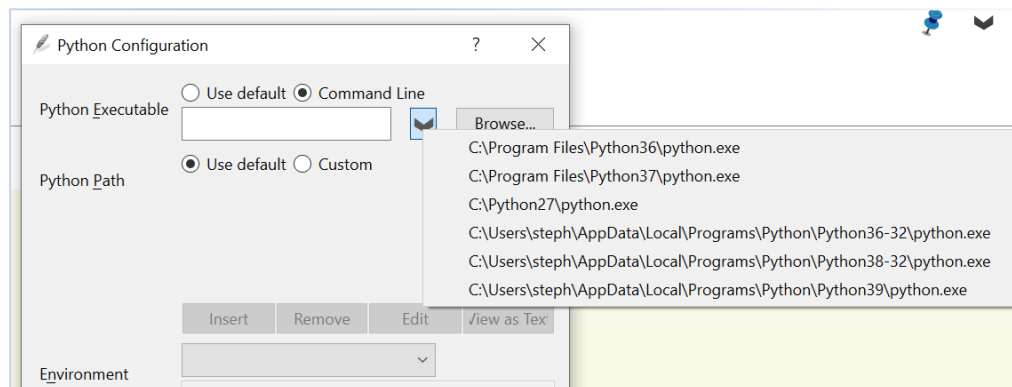 Python Configuration ?
Use default Command Line
Python Executable
Browse...
C:\Program Files\Python36\python.exe
C:\Program Files\Python37\python.exe
C:\Python27\python.exe
C:\Users\steph\AppData\Local\Programs\Python\Python36-32\python.exe
C:\Users\steph\AppData\Local\Programs\Python\Python38-32\python.exe
C:\Users\steph\AppData\Local\Programs\Python\Python39\python.exe
Use default Custom
Python Path
Insert Remove Edit View as Text
Environment